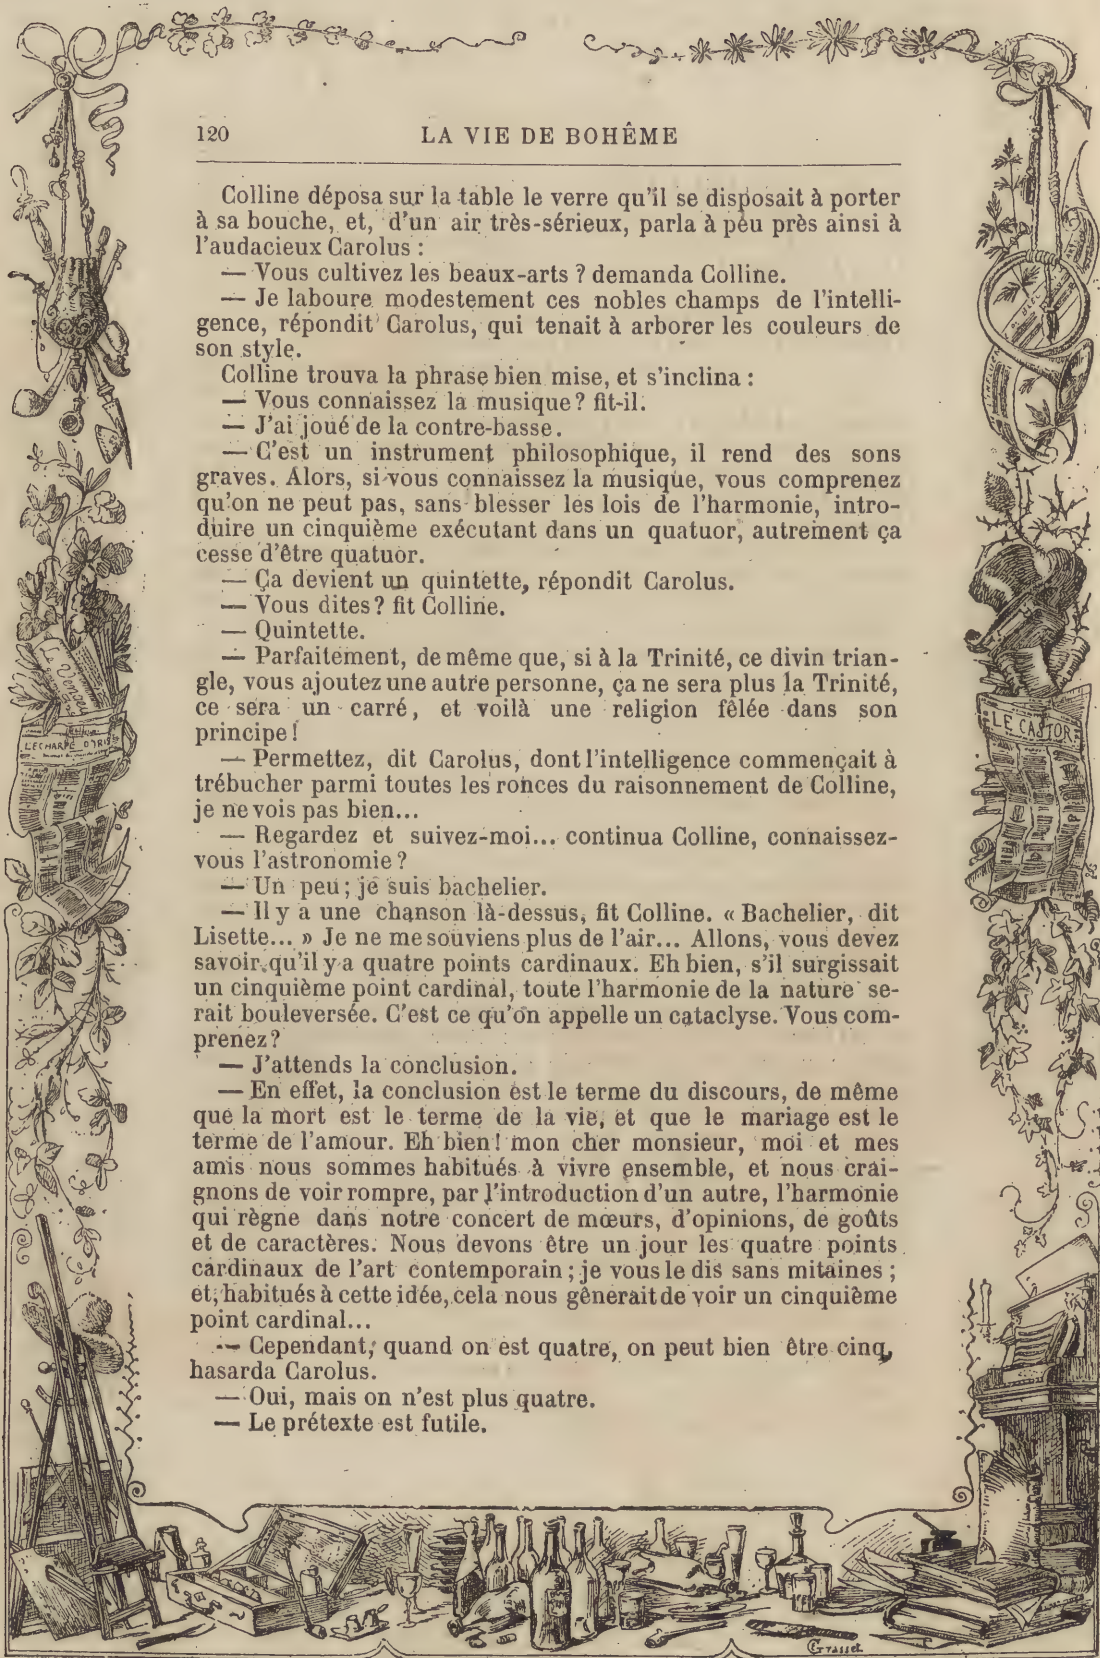 120 LA VIE DE BOHÊME
Colline déposa sur la table le verre qu'il se disposait à porter
à sa bouche, et, d'un air très-sérieux, parla à peu près ainsi à
l'audacieux Carolus :
— Vous cultivez les beaux-arts ? demanda Colline.
— Je laboure modestement ces nobles champs de l'intelli-
gence, répondit Carolus, qui tenait à arborer les couleurs de
son style.
Colline trouva la phrase bien mise, et s'inclina :
— Vous connaissez la musique ? fit-il.
— J'ai joué de la contre-basse.
— C'est un instrument philosophique, il rend des sons
graves. Alors, si vous connaissez la musique, vous comprenez
qu'on ne peut pas, sans blesser les lois de l'harmonie, intro-
duire un cinquième exécutant dans un quatuor, autrement ça
cesse d'être quatuor.
— Ça devient un quintette, répondit Carolus.
— Vous dites ? fit Colline.
— Quintette.
— Parfaitement, de même que, si à la Trinité, ce divin trian-
gle, vous ajoutez une autre personne, ça ne sera plus la Trinité,
ce sera un carré, et voilà une religion fêlée dans son
principe !
— Permettez, dit Carolus, dont l'intelligence commençait à
trébucher parmi toutes les ronces du raisonnement de Colline,
je ne vois pas bien...
— Regardez et suivez-moi... continua Colline, connaissez-
vous l'astronomie ?
— Un peu ; je suis bachelier.
— Il y a une chanson là-dessus, fit Colline. « Bachelier, dit
Lisette... » Je ne me souviens plus de l'air... Allons, vous devez
savoir qu'il y a quatre points cardinaux. Eh bien, s'il surgissait
un cinquième point cardinal, toute l'harmonie de la nature se-
rait bouleversée. C'est ce qu'on appelle un cataclyse. Vous com-
prenez ?
— J'attends la conclusion.
— En effet, la conclusion est le terme du discours, de même
que la mort est le terme de la vie, et que le mariage est le
terme de l'amour. Eh bien ! mon cher monsieur, moi et mes
amis nous sommes habitués à vivre ensemble, et nous crai-
gnons de voir rompre, par l'introduction d'un autre, l'harmonie
qui règne dans notre concert de mœurs, d'opinions, de goûts
et de caractères. Nous devons être un jour les quatre points
cardinaux de l'art contemporain ; je vous le dis sans mitaines ;
et, habitués à cette idée, cela nous gênerait de voir un cinquième
point cardinal...
— Cependant, quand on est quatre, on peut bien être cinq,
hasarda Carolus.
— Oui, mais on n'est plus quatre.
— Le prétexte est futile.
L'ECHARPE D'IRIS
LE CASTOR
Grasset